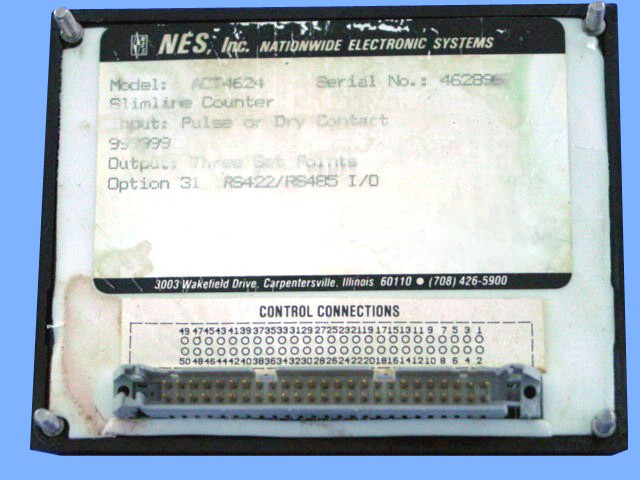 NES, Inc. NATIONWIDE ELECTRONIC SYSTEMS
Model: ACT4624 Serial No.: 462896
Slimline Counter
Input: Pulse or Dry Contact
Output: Three Set Points
Option 31 RS422/RS485 I/O
3003 Wakefield Drive, Carpentersville, Illinois 60110 ● (708) 426-5900
CONTROL CONNECTIONS
49 47 45 43 41 39 37 35 33 31 29 27 25 23 21 19 17 15 13 11 9 7 5 3 1
50 48 46 44 42 40 38 36 34 32 30 28 26 24 22 20 18 16 14 12 10 8 6 4 2